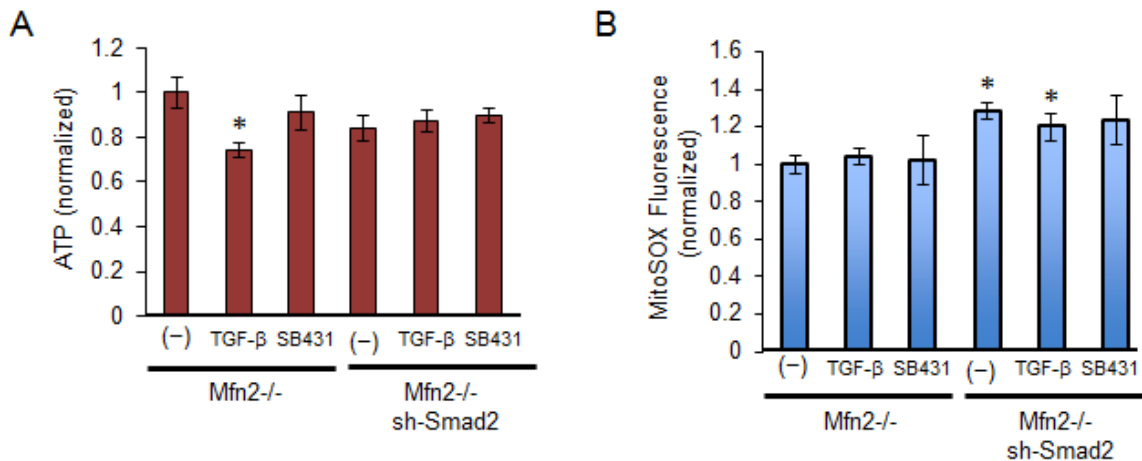 A
ATP (normalized)
1.2
1
0.8
0.6
0.4
0.2
0
*
(–) TGF-β SB431 (–) TGF-β SB431
Mfn2-/- Mfn2-/-
sh-Smad2
B
MitoSOX Fluorescence
(normalized)
1.6
1.4
1.2
1
0.8
0.6
0.4
0.2
0
* *
(–) TGF-β SB431 (–) TGF-β SB431
Mfn2-/- Mfn2-/-
sh-Smad2